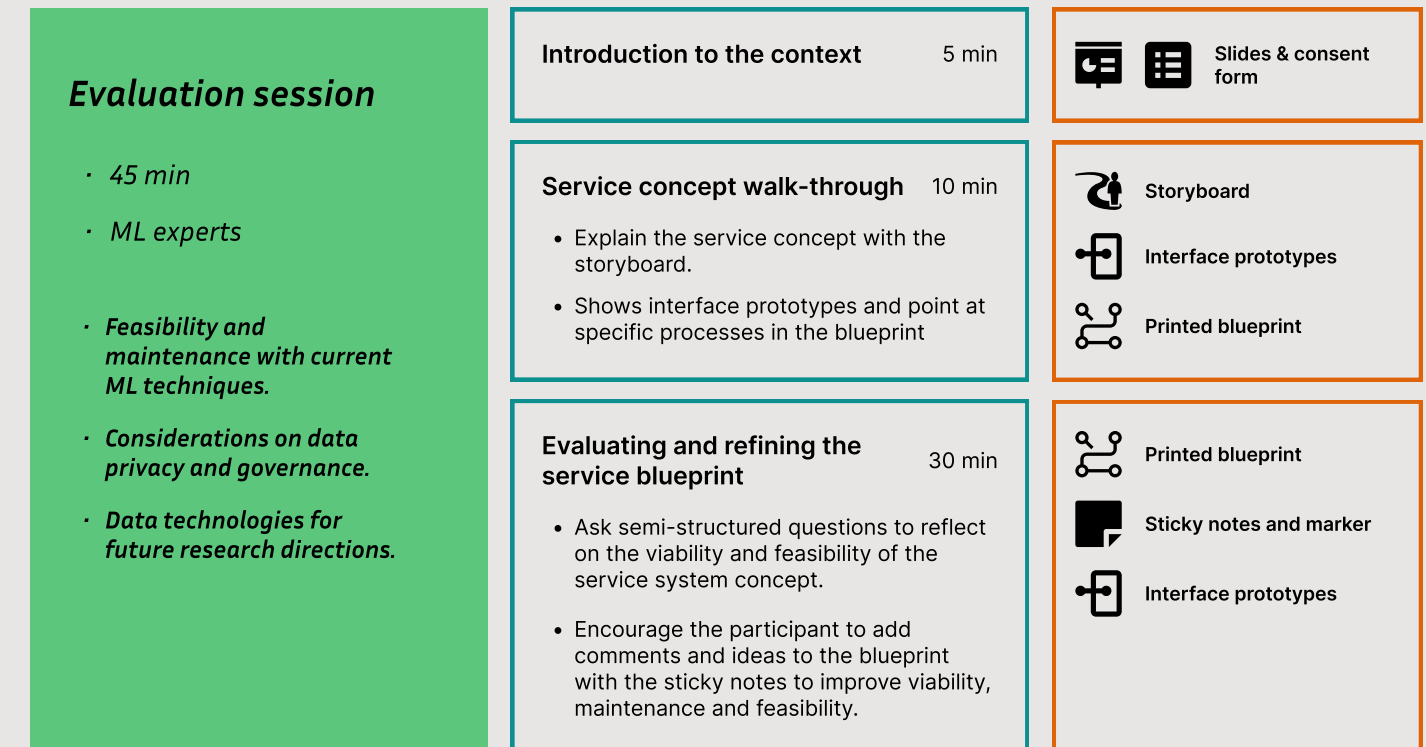 Evaluation session
· 45 min
· ML experts
· Feasibility and
maintenance with current
ML techniques.
· Considerations on data
privacy and governance.
· Data technologies for
future research directions.
Introduction to the context 5 min
Slides & consent
form
Service concept walk-through 10 min
• Explain the service concept with the
storyboard.
• Shows interface prototypes and point at
specific processes in the blueprint
Storyboard
Interface prototypes
Printed blueprint
Evaluating and refining the
service blueprint
30 min
• Ask semi-structured questions to reflect
on the viability and feasibility of the
service system concept.
• Encourage the participant to add
comments and ideas to the blueprint
with the sticky notes to improve viability,
maintenance and feasibility.
Printed blueprint
Sticky notes and marker
Interface prototypes